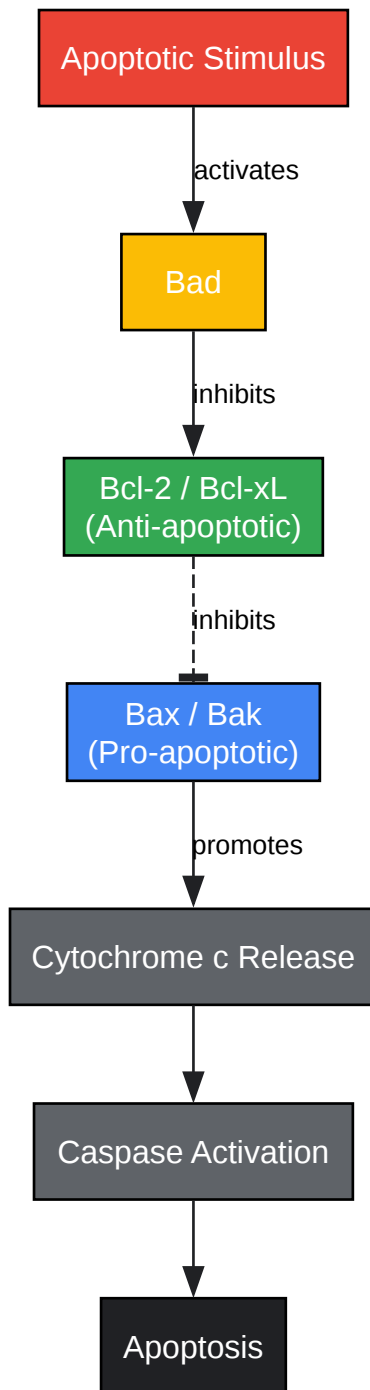 Apoptotic Stimulus
activates
Bad
inhibits
Bcl-2 / Bcl-xL
(Anti-apoptotic)
inhibits
Bax / Bak
(Pro-apoptotic)
promotes
Cytochrome c Release
Caspase Activation
Apoptosis